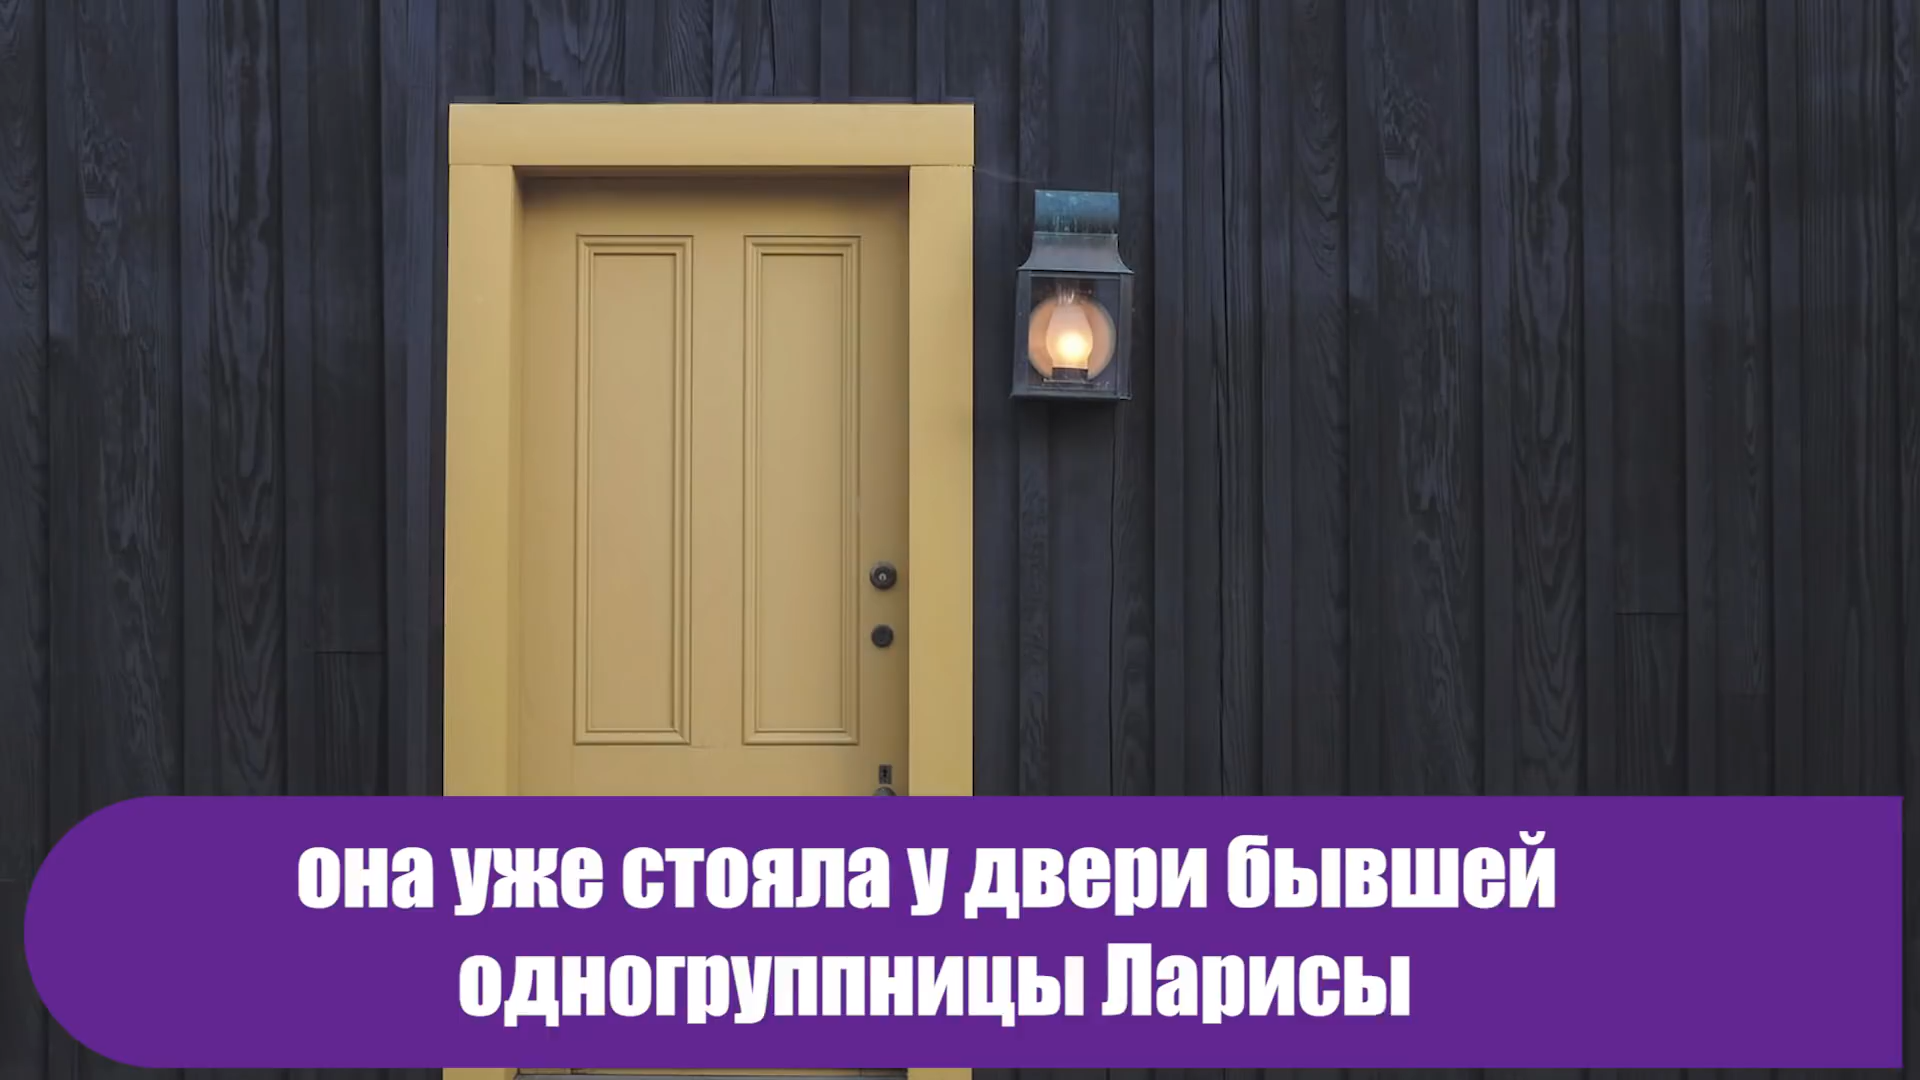 она уже стояла у двери бывшей
одногруппницы Ларисы